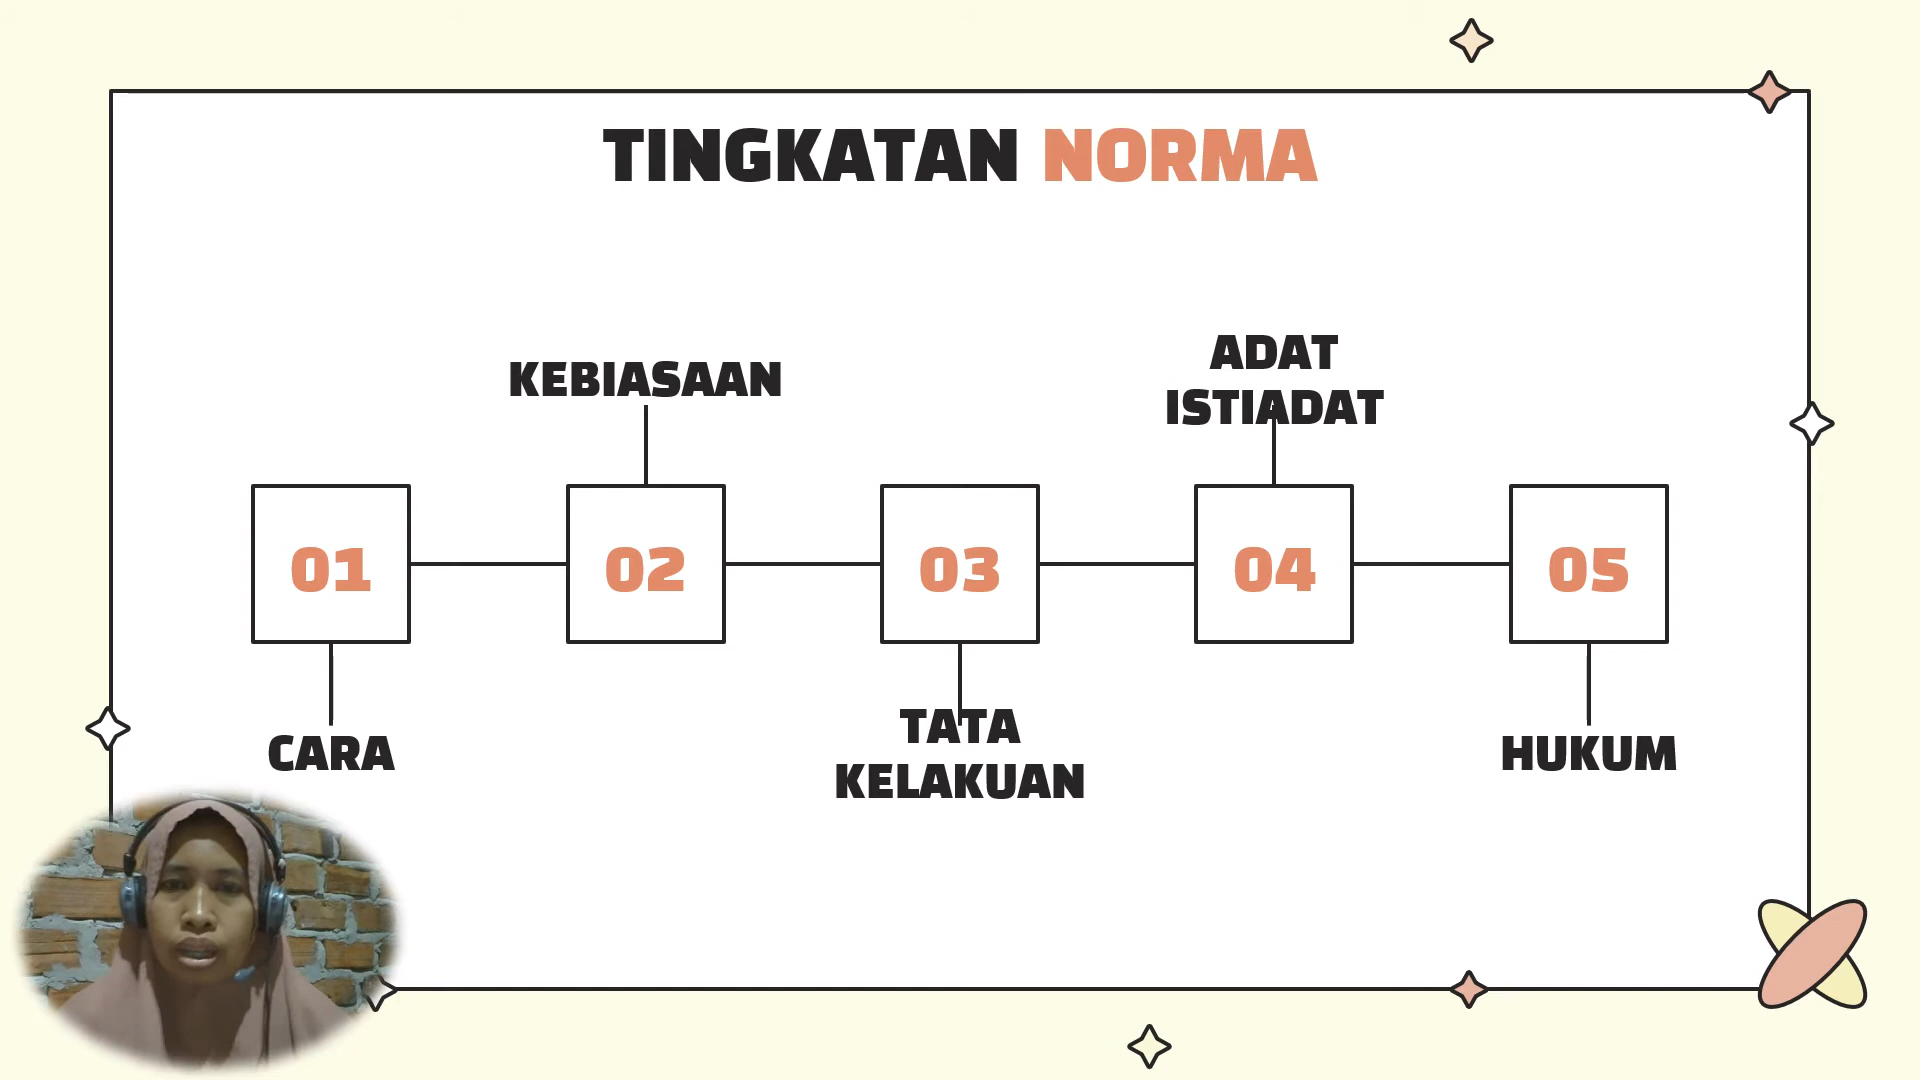 TINGKATAN NORMA
KEBIASAAN
ADAT
ISTIADAT
01
02
03
04
05
CARA
TATA
KELAKUAN
HUKUM